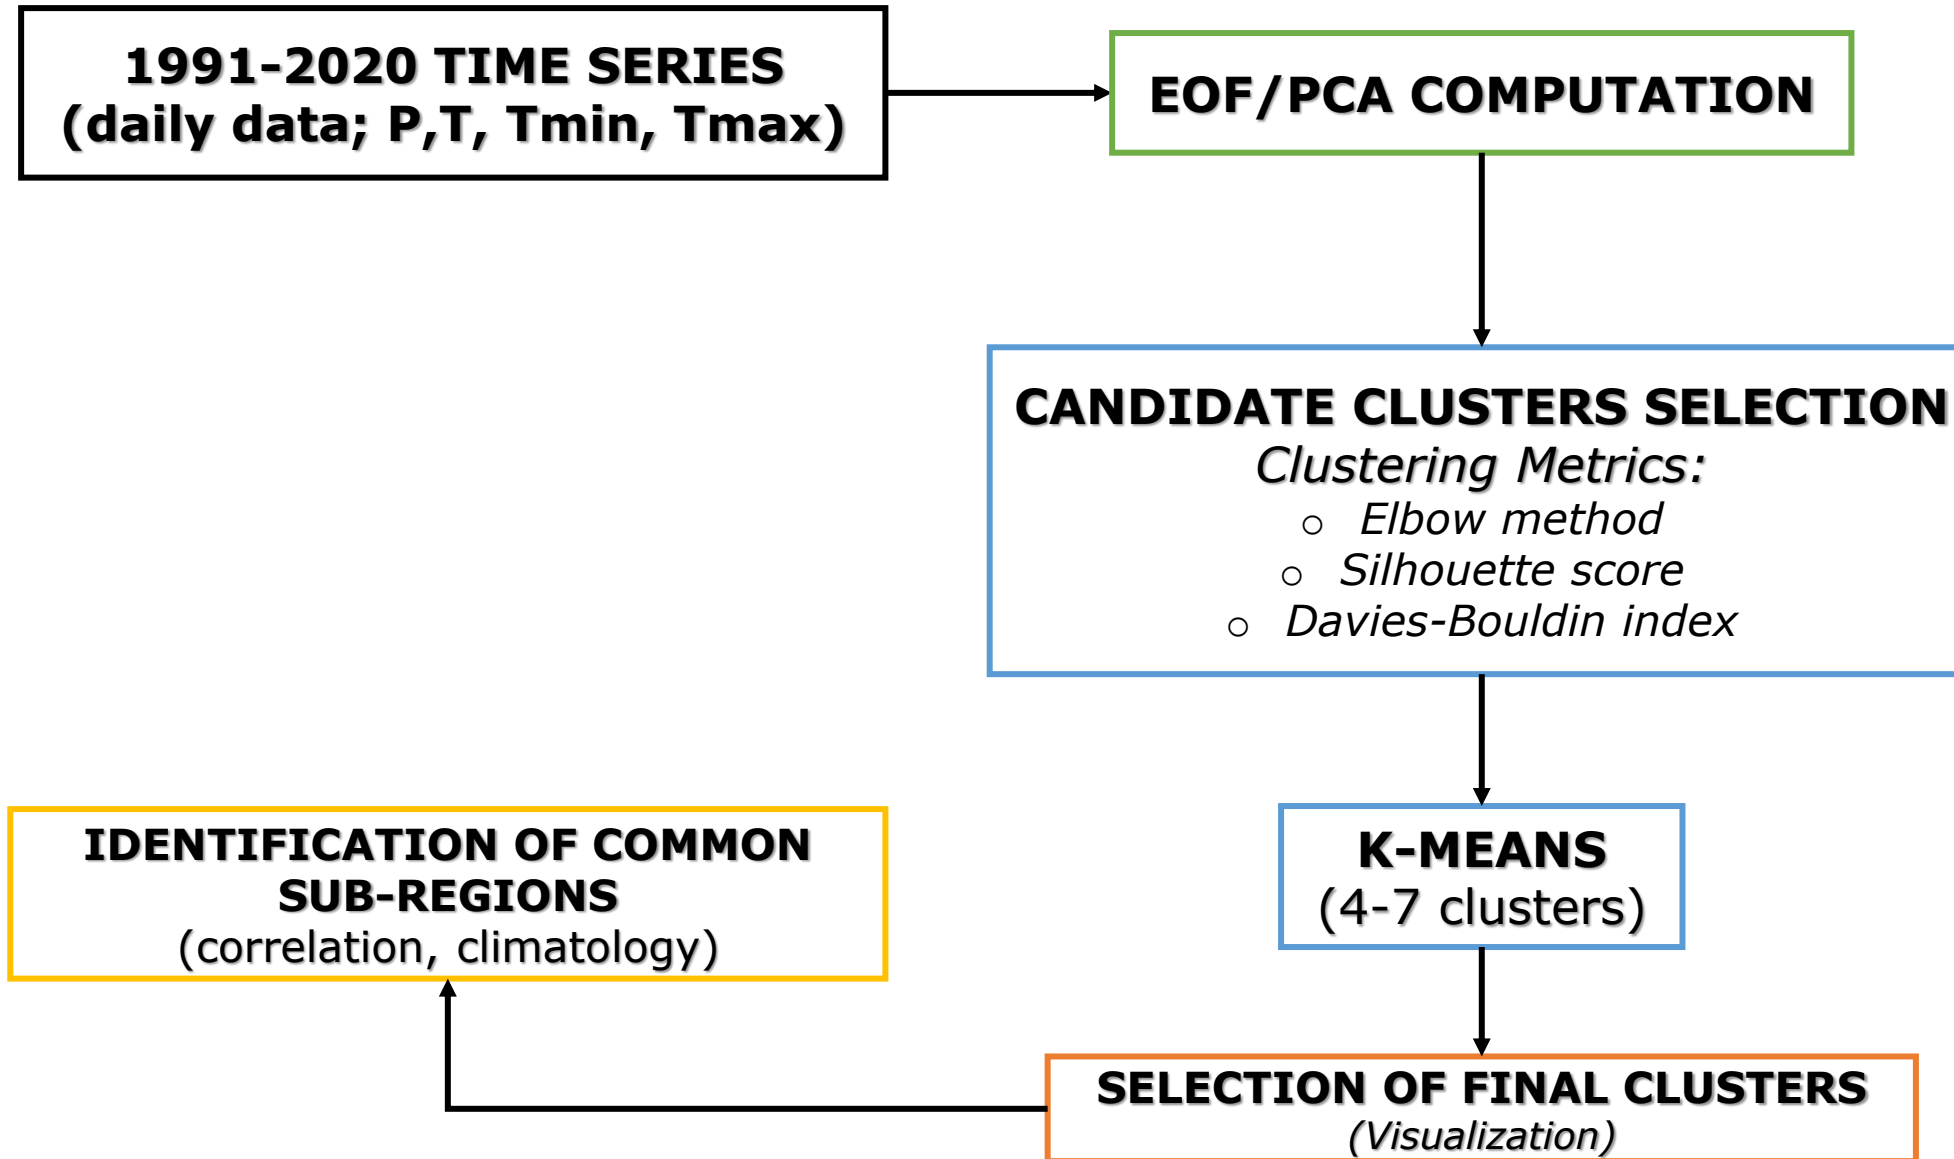 1991-2020 TIME SERIES
(daily data; P,T, Tmin, Tmax)
EOF/PCA COMPUTATION
CANDIDATE CLUSTERS SELECTION
Clustering Metrics:
o Elbow method
o Silhouette score
o Davies-Bouldin index
K-MEANS
(4-7 clusters)
SELECTION OF FINAL CLUSTERS
(Visualization)
IDENTIFICATION OF COMMON
SUB-REGIONS
(correlation, climatology)